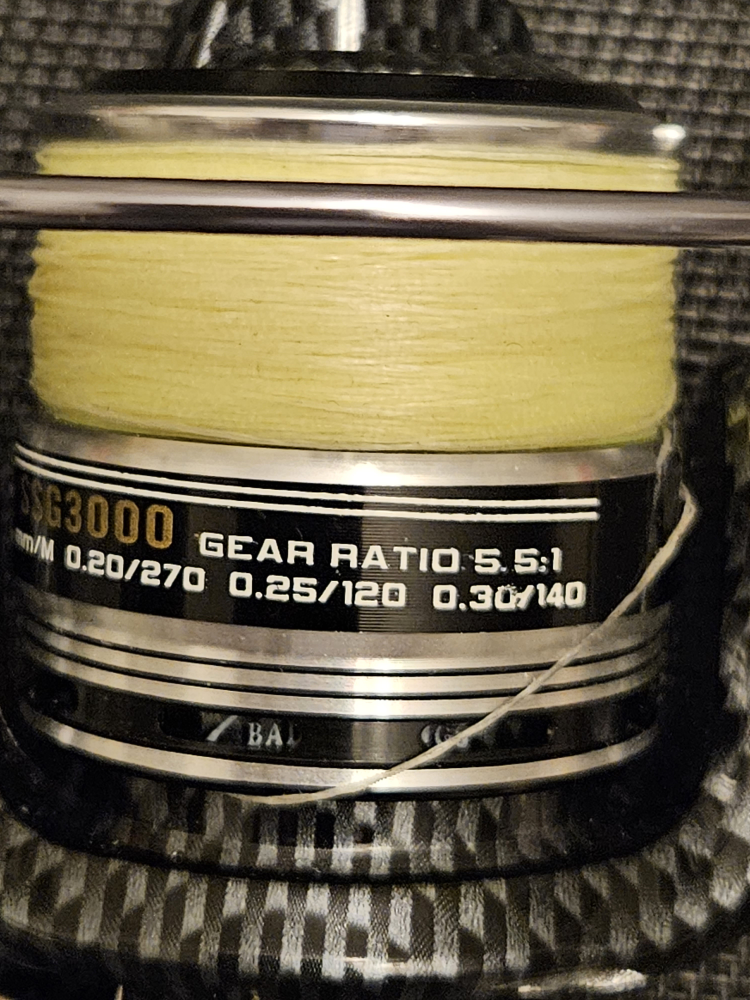 SSG3000 GEAR RATIO 5.5:1
mm/M 0.20/270 0.25/120 0.30/140